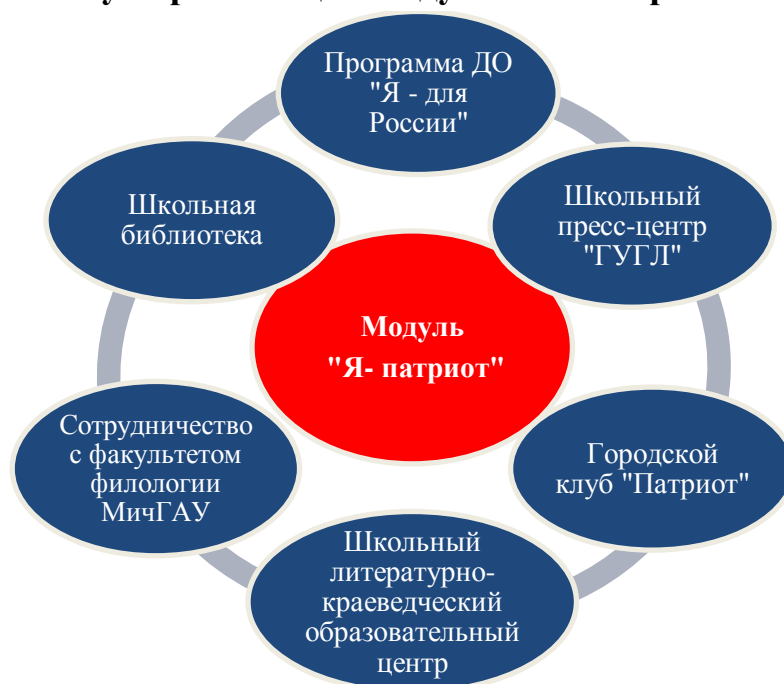 Программа ДО
"Я - для
России"
Школьный
пресс-центр
"ГУГЛ"
Городской
клуб "Патриот"
Школьный
литературно-
краеведческий
образовательный
центр
Сотрудничество
с факультетом
филологии
МичГАУ
Школьная
библиотека
Модуль
"Я- патриот"